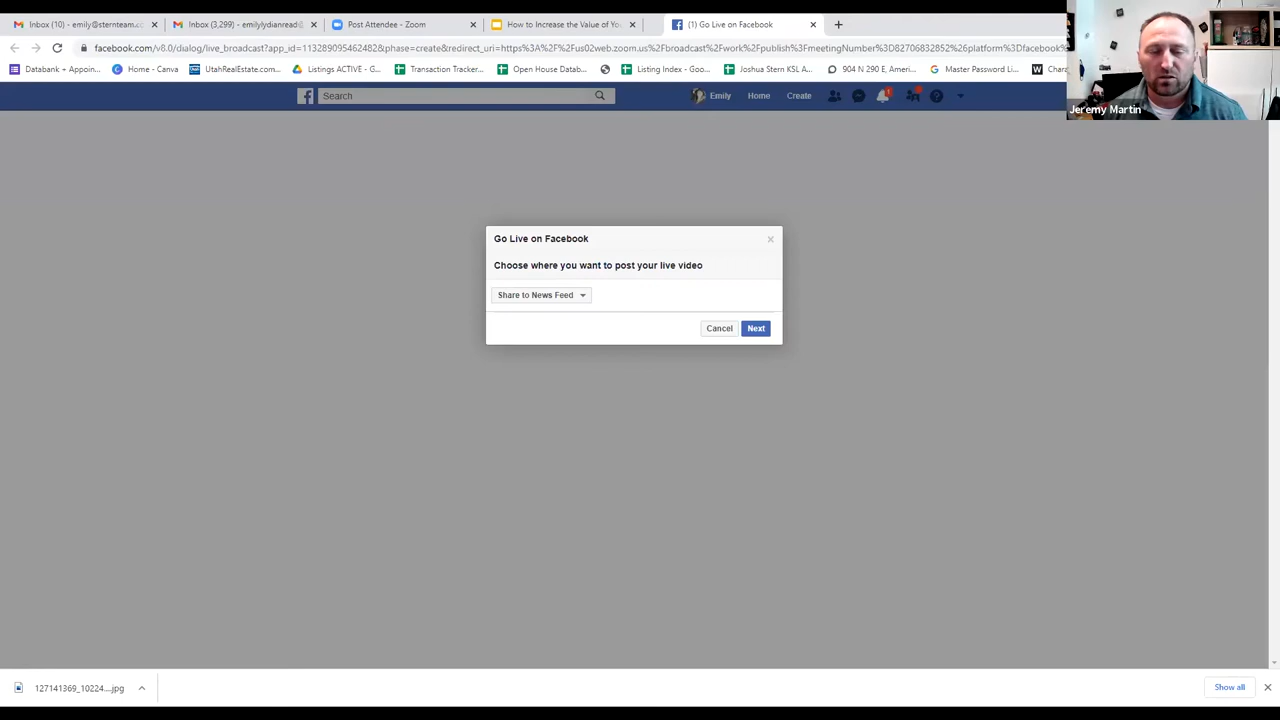 Inbox (10) - emily@sternteam.c
Inbox (3,299) - emilylydianread@
Post Attendee - Zoom
How to Increase the Value of Yo
(1) Go Live on Facebook
facebook.com/v8.0/dialog/live_broadcast?app_id=113289095462482&phase=create&redirect_uri=https%3A%2F%2Fus02web.zoom.us%2Fbroadcast%2Fwork%2Fpublish%3FmeetingNumber%3D82706832852%26platform%3Dfacebook%
Databank + Appoin...
Home - Canva
UtahRealEstate.com...
Listings ACTIVE - G...
Transaction Tracker...
Open House Datab...
Listing Index - Goo...
Joshua Stern KSL A...
904 N 290 E, Ameri...
Master Password Li...
Jeremy Martin
Search
Emily
Home
Create
Go Live on Facebook
Choose where you want to post your live video
Share to News Feed
Cancel
Next
127141369_10224....jpg
Show all